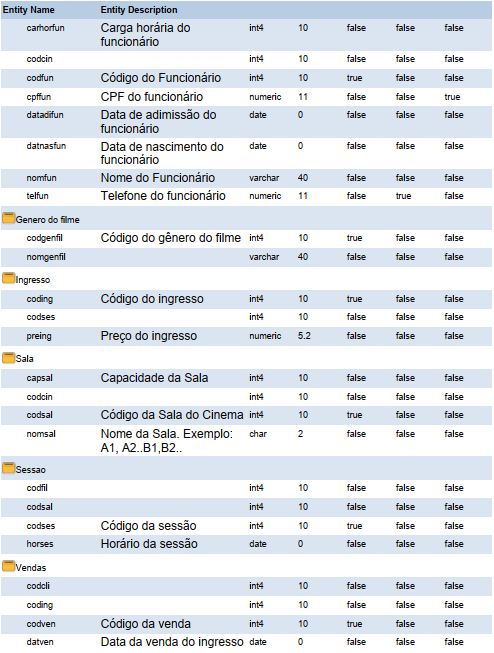 Entity Name Entity Description
carhorfun Carga horária do funcionário int4 10 false false false
codcin int4 10 false false false
codfun Código do Funcionário int4 10 true false false
cpffun CPF do funcionário numeric 11 false false true
datadifun Data de adimissão do funcionário date 0 false false false
datnasfun Data de nascimento do funcionário date 0 false false false
nomfun Nome do Funcionário varchar 40 false false false
telfun Telefone do funcionário numeric 11 false true false
Genero do filme
codgenfil Código do gênero do filme int4 10 true false false
nomgenfil varchar 40 false false false
Ingresso
coding Código do ingresso int4 10 true false false
codses int4 10 false false false
preing Preço do ingresso numeric 5.2 false false false
Sala
capsal Capacidade da Sala int4 10 false false false
codcin int4 10 false false false
codsal Código da Sala do Cinema int4 10 true false false
nomsal Nome da Sala. Exemplo: A1, A2..B1,B2.. char 2 false false false
Sessao
codfil int4 10 false false false
codsal int4 10 false false false
codses Código da sessão int4 10 true false false
horses Horário da sessão date 0 false false false
Vendas
codcli int4 10 false false false
coding int4 10 false false false
codven Código da venda int4 10 true false false
datven Data da venda do ingresso date 0 false false false